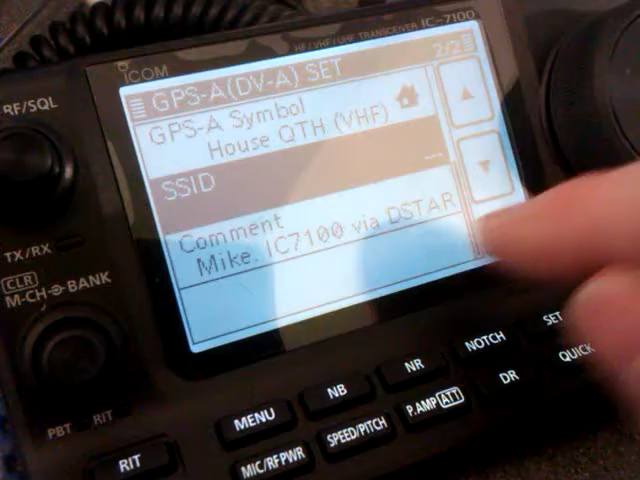 HF/VHF/UHF TRANSCEIVER IC-7100
ICOM
GPS-A(DV-A) SET
2/2
GPS-A Symbol
House QTH (VHF)
SSID
---
Comment
Mike. IC7100 via DSTAR
RF/SQL
TX/RX
CLR
M-CH BANK
PBT RIT
RIT
MENU
NB
NR
NOTCH
SET
MIC/RF PWR
SPEED/PITCH
P.AMP ATT
DR
QUICK